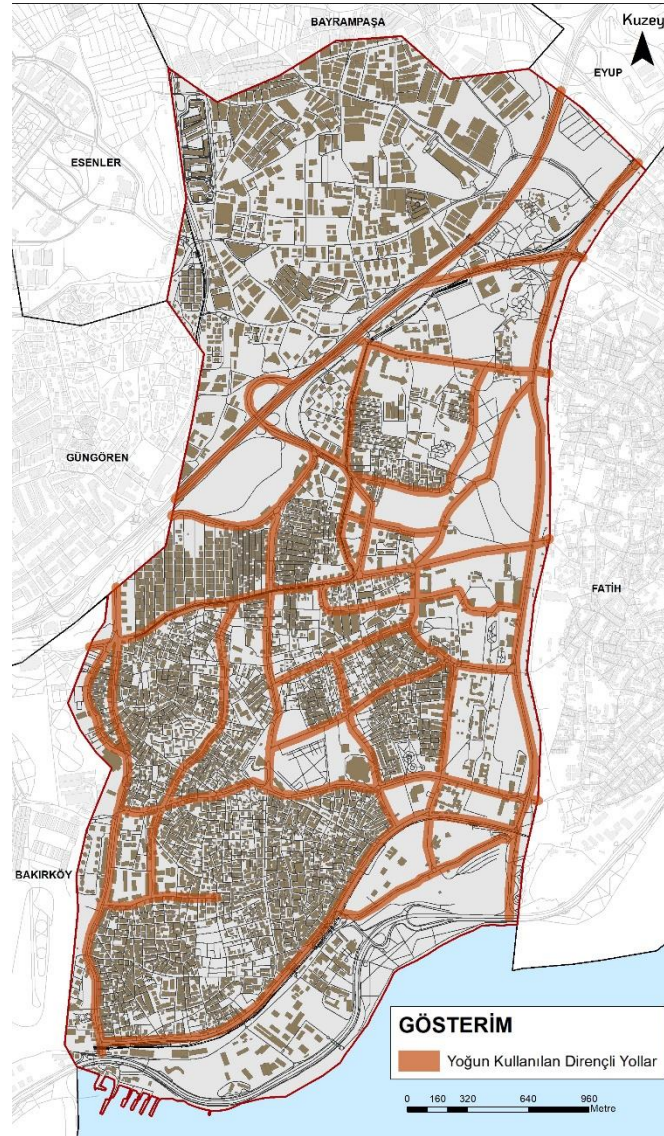 BAYRAMPAŞA
Kuzey
EYUP
ESENLER
GÜNGÖREN
FATİH
BAKIRKÖY
GÖSTERİM
Yoğun Kullanılan Dirençli Yollar
0 160 320 640 960
Metre